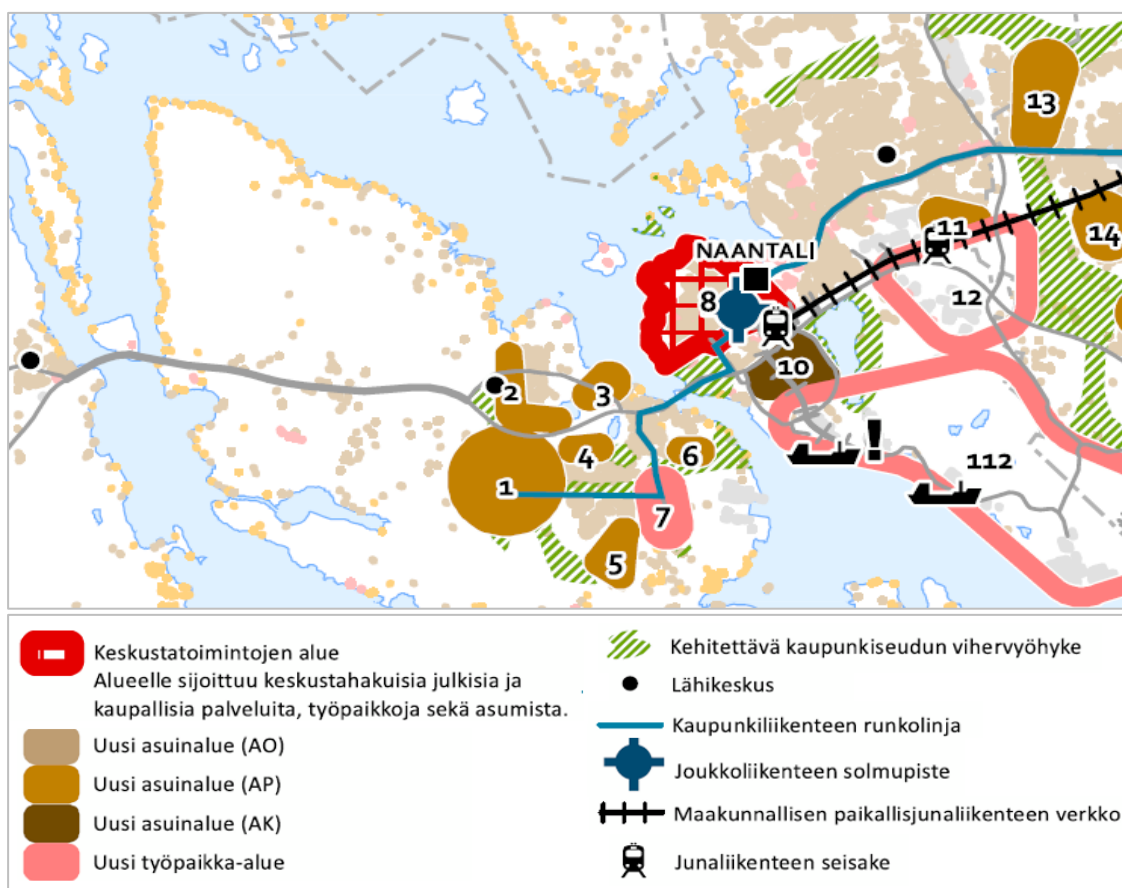 13
11
14
NAANTALI
8
12
10
2
3
4
6
1
7
5
!
112
Keskustatoimintojen alue
Alueelle sijoittuu keskustahakuisia julkisia ja
kaupallisia palveluita, työpaikkoja sekä asumista.
Uusi asuinalue (AO)
Uusi asuinalue (AP)
Uusi asuinalue (AK)
Uusi työpaikka-alue
Kehitettävä kaupunkiseudun vihervyöhyke
Lähikeskus
Kaupunkiliikenteen runkolinja
Joukkoliikenteen solmupiste
Maakunnallisen paikallisjunaliikenteen verkko
Junaliikenteen seisake